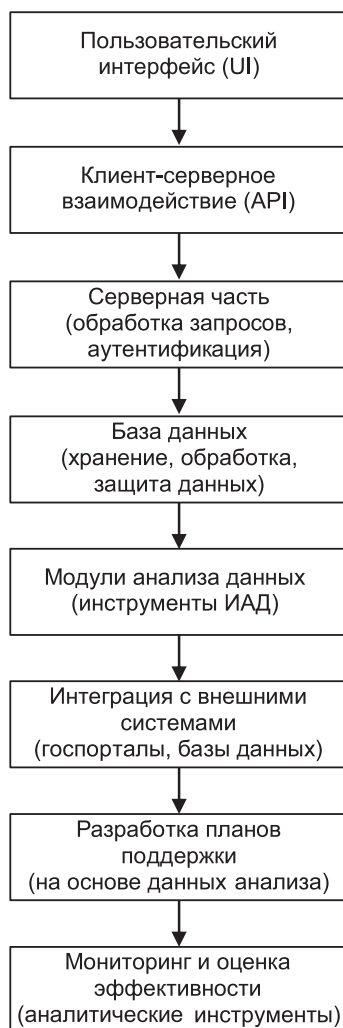 Пользовательский
интерфейс (UI)
Клиент-серверное
взаимодействие (API)
Серверная часть
(обработка запросов,
аутентификация)
База данных
(хранение, обработка,
защита данных)
Модули анализа данных
(инструменты ИАД)
Интеграция с внешними
системами
(госпорталы, базы данных)
Разработка планов
поддержки
(на основе данных анализа)
Мониторинг и оценка
эффективности
(аналитические инструменты)